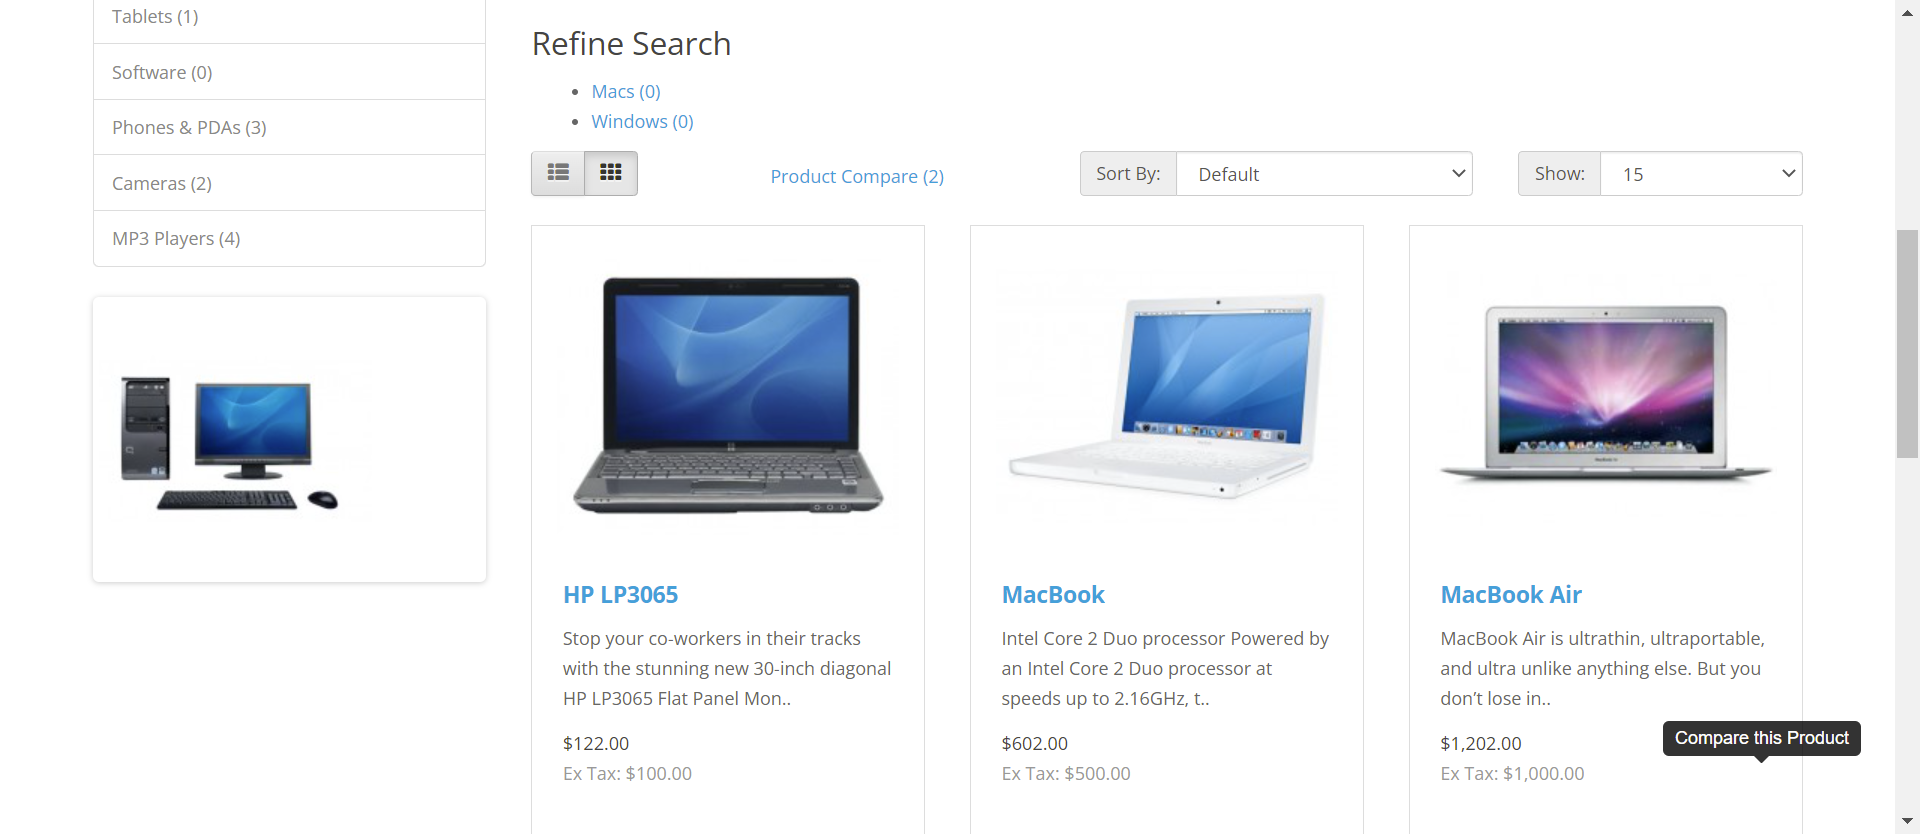 Tablets (1)
Software (0)
Phones & PDAs (3)
Cameras (2)
MP3 Players (4)
Refine Search
Macs (0)
Windows (0)
Product Compare (2)
Sort By:
Default
Show:
15
HP LP3065
Stop your co-workers in their tracks
with the stunning new 30-inch diagonal
HP LP3065 Flat Panel Mon..
$122.00
Ex Tax: $100.00
MacBook
Intel Core 2 Duo processor Powered by
an Intel Core 2 Duo processor at
speeds up to 2.16GHz, t..
$602.00
Ex Tax: $500.00
MacBook Air
MacBook Air is ultrathin, ultraportable,
and ultra unlike anything else. But you
don’t lose in..
$1,202.00
Ex Tax: $1,000.00
Compare this Product